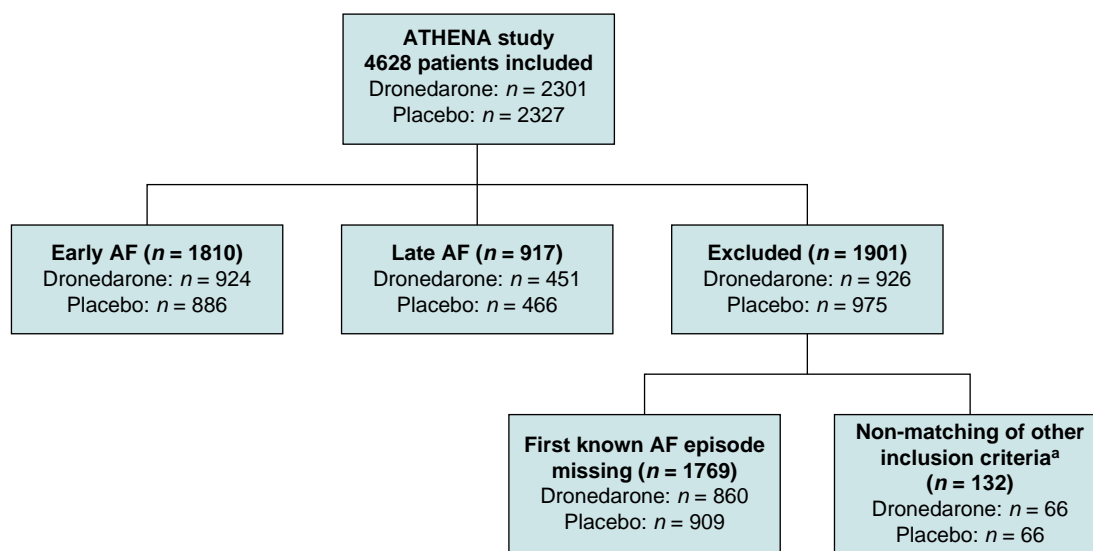 ATHENA study
4628 patients included
Dronedarone: n = 2301
Placebo: n = 2327
Early AF (n = 1810)
Dronedarone: n = 924
Placebo: n = 886
Late AF (n = 917)
Dronedarone: n = 451
Placebo: n = 466
Excluded (n = 1901)
Dronedarone: n = 926
Placebo: n = 975
First known AF episode
missing (n = 1769)
Dronedarone: n = 860
Placebo: n = 909
Non-matching of other
inclusion criteriaᵃ
(n = 132)
Dronedarone: n = 66
Placebo: n = 66